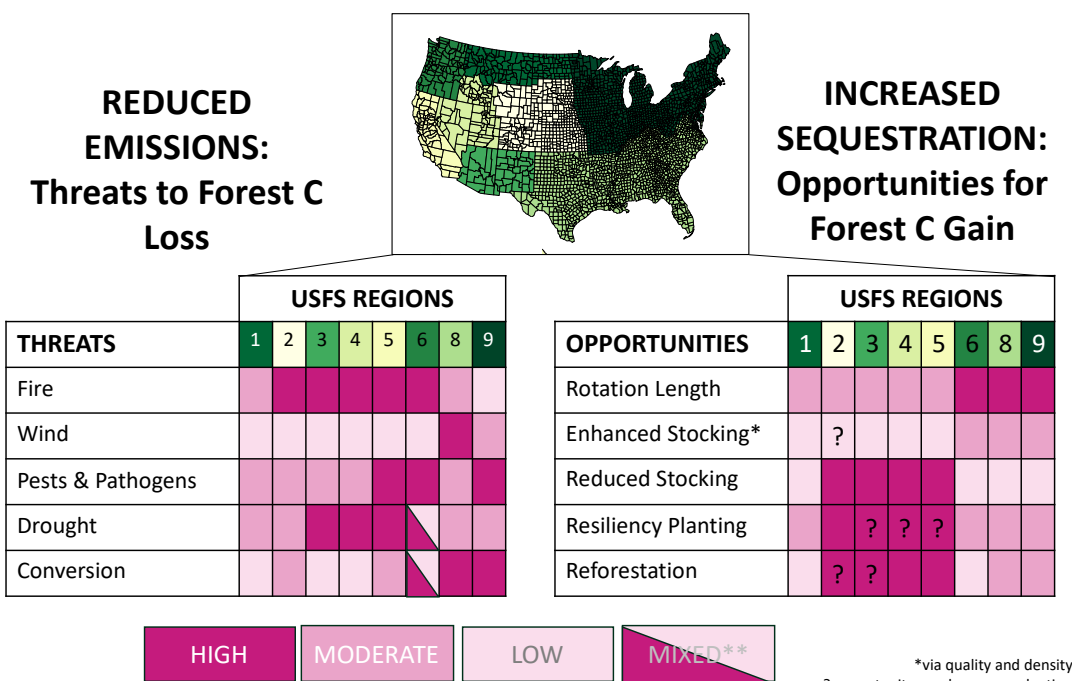 REDUCED
EMISSIONS:
Threats to Forest C
Loss
INCREASED
SEQUESTRATION:
Opportunities for
Forest C Gain
USFS REGIONS
THREATS 1 2 3 4 5 6 8 9
Fire
Wind
Pests & Pathogens
Drought
Conversion
USFS REGIONS
OPPORTUNITIES 1 2 3 4 5 6 8 9
Rotation Length
Enhanced Stocking* ?
Reduced Stocking
Resiliency Planting ? ? ?
Reforestation ? ?
HIGH MODERATE LOW MIXED**
*via quality and density